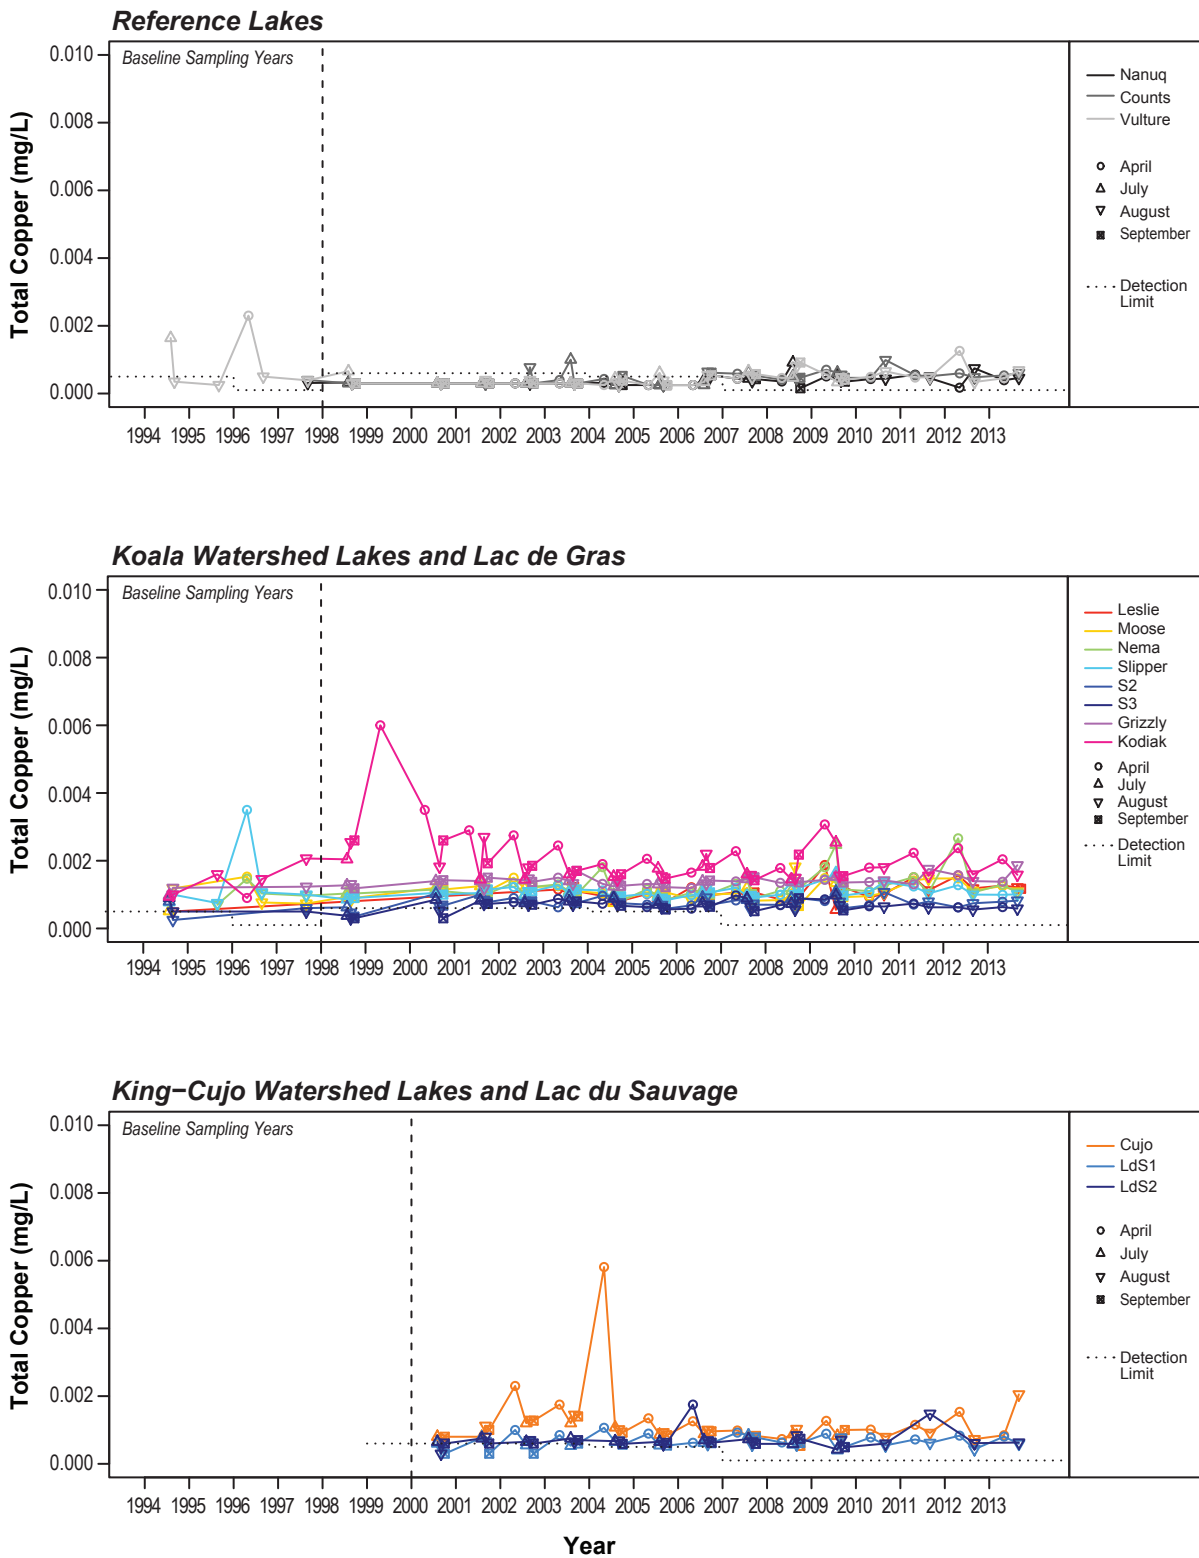 Reference Lakes
Baseline Sampling Years
Total Copper (mg/L)
0.010
0.008
0.006
0.004
0.002
0.000
1994 1995 1996 1997 1998 1999 2000 2001 2002 2003 2004 2005 2006 2007 2008 2009 2010 2011 2012 2013
Nanuq
Counts
Vulture
April
July
August
September
Detection
Limit
Koala Watershed Lakes and Lac de Gras
Baseline Sampling Years
Total Copper (mg/L)
0.010
0.008
0.006
0.004
0.002
0.000
1994 1995 1996 1997 1998 1999 2000 2001 2002 2003 2004 2005 2006 2007 2008 2009 2010 2011 2012 2013
Leslie
Moose
Nema
Slipper
S2
S3
Grizzly
Kodiak
April
July
August
September
Detection
Limit
King−Cujo Watershed Lakes and Lac du Sauvage
Baseline Sampling Years
Total Copper (mg/L)
0.010
0.008
0.006
0.004
0.002
0.000
1994 1995 1996 1997 1998 1999 2000 2001 2002 2003 2004 2005 2006 2007 2008 2009 2010 2011 2012 2013
Cujo
LdS1
LdS2
April
July
August
September
Detection
Limit
Year